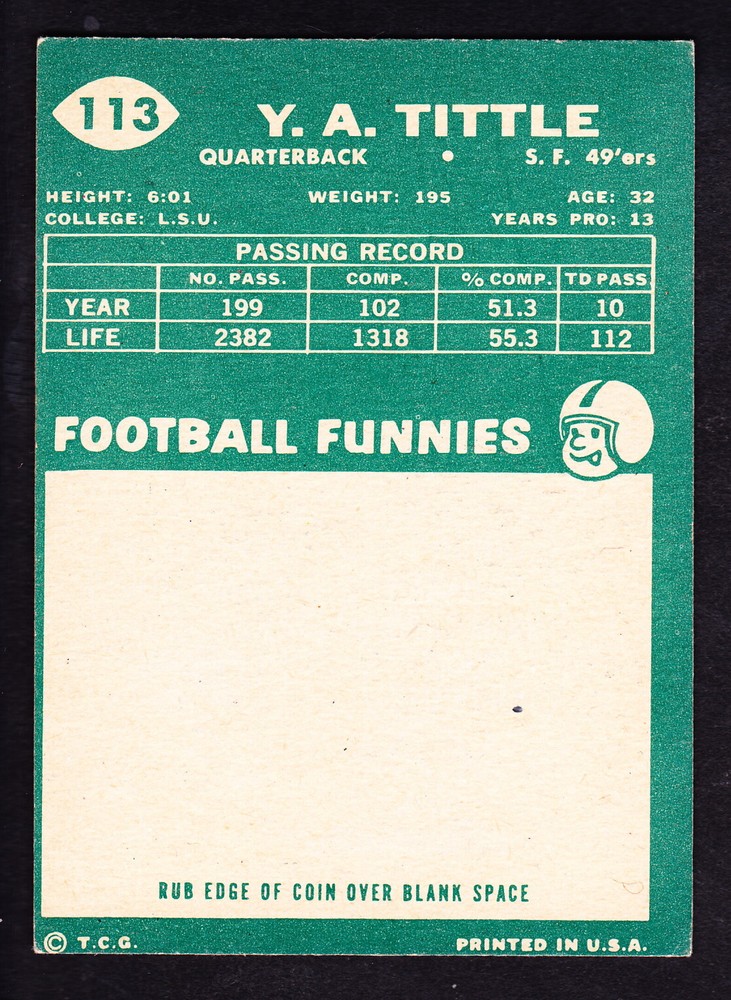 113
Y. A. TITTLE
QUARTERBACK • S. F. 49'ers
HEIGHT: 6:01 WEIGHT: 195 AGE: 32
COLLEGE: L.S.U. YEARS PRO: 13
PASSING RECORD
NO. PASS. COMP. % COMP. TD PASS
YEAR 199 102 51.3 10
LIFE 2382 1318 55.3 112
FOOTBALL FUNNIES
RUB EDGE OF COIN OVER BLANK SPACE
© T.C.G. PRINTED IN U.S.A.